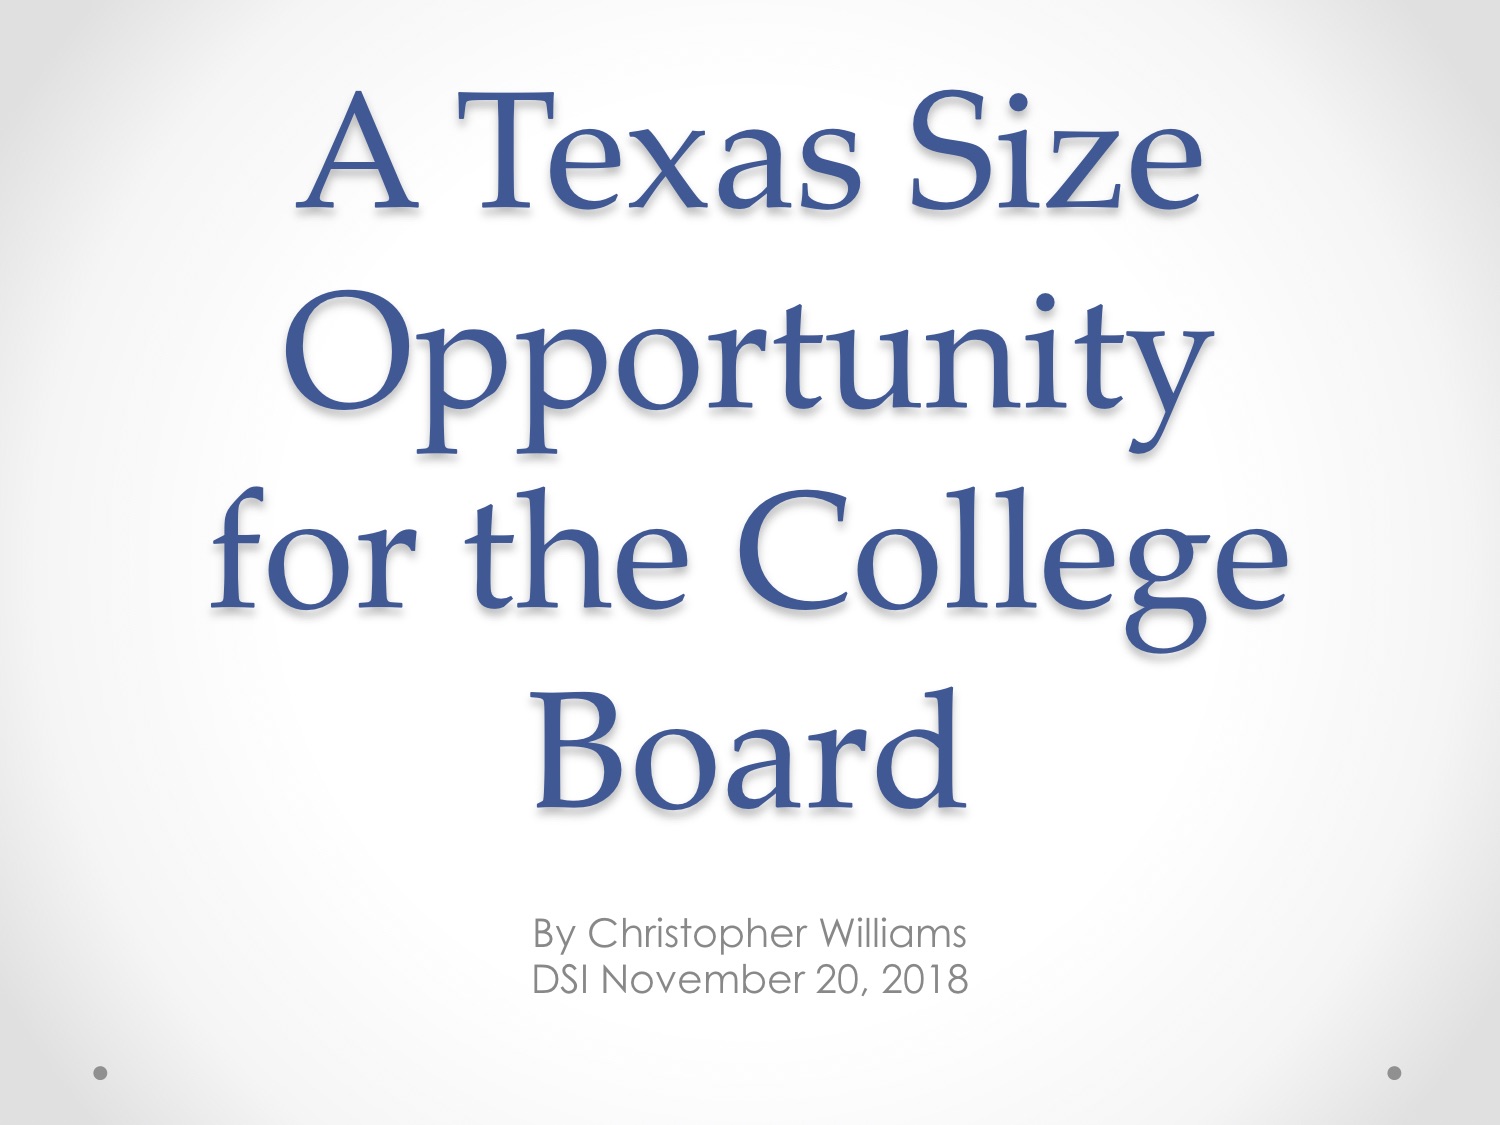 A Texas Size
Opportunity
for the College
Board
By Christopher Williams
DSI November 20, 2018